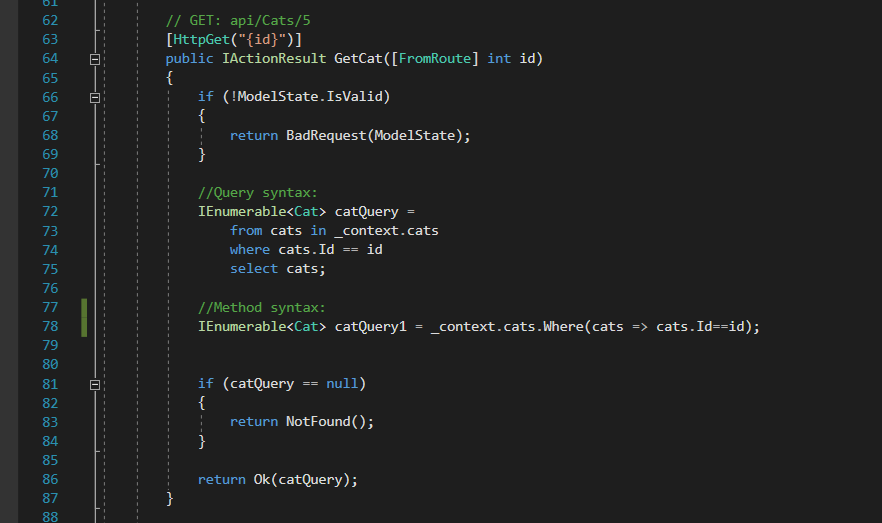 61
62 // GET: api/Cats/5
63 [HttpGet("{id}")]
64 public IActionResult GetCat([FromRoute] int id)
65 {
66 if (!ModelState.IsValid)
67 {
68 return BadRequest(ModelState);
69 }
70
71 //Query syntax:
72 IEnumerable<Cat> catQuery =
73 from cats in _context.cats
74 where cats.Id == id
75 select cats;
76
77 //Method syntax:
78 IEnumerable<Cat> catQuery1 = _context.cats.Where(cats => cats.Id==id);
79
80
81 if (catQuery == null)
82 {
83 return NotFound();
84 }
85
86 return Ok(catQuery);
87 }
88